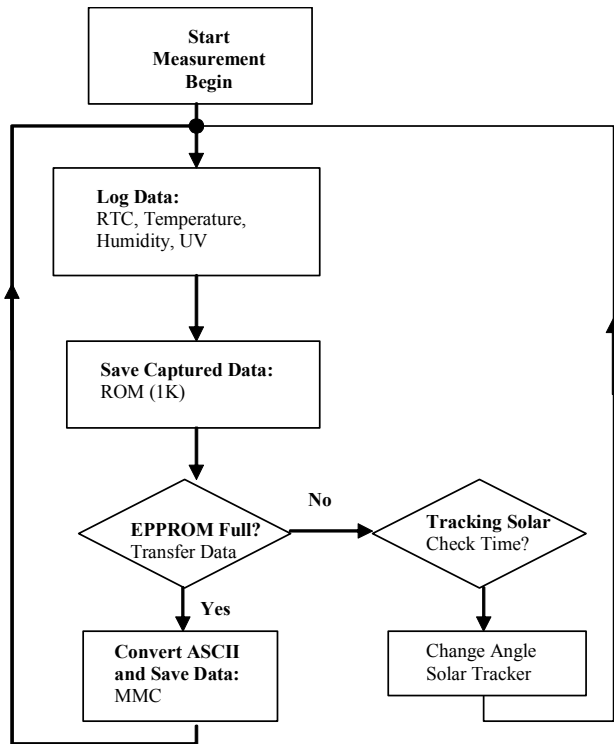 Start
Measurement
Begin
Log Data:
RTC, Temperature,
Humidity, UV
Save Captured Data:
ROM (1K)
EPPROM Full?
Transfer Data
No
Tracking Solar
Check Time?
Yes
Convert ASCII
and Save Data:
MMC
Change Angle
Solar Tracker